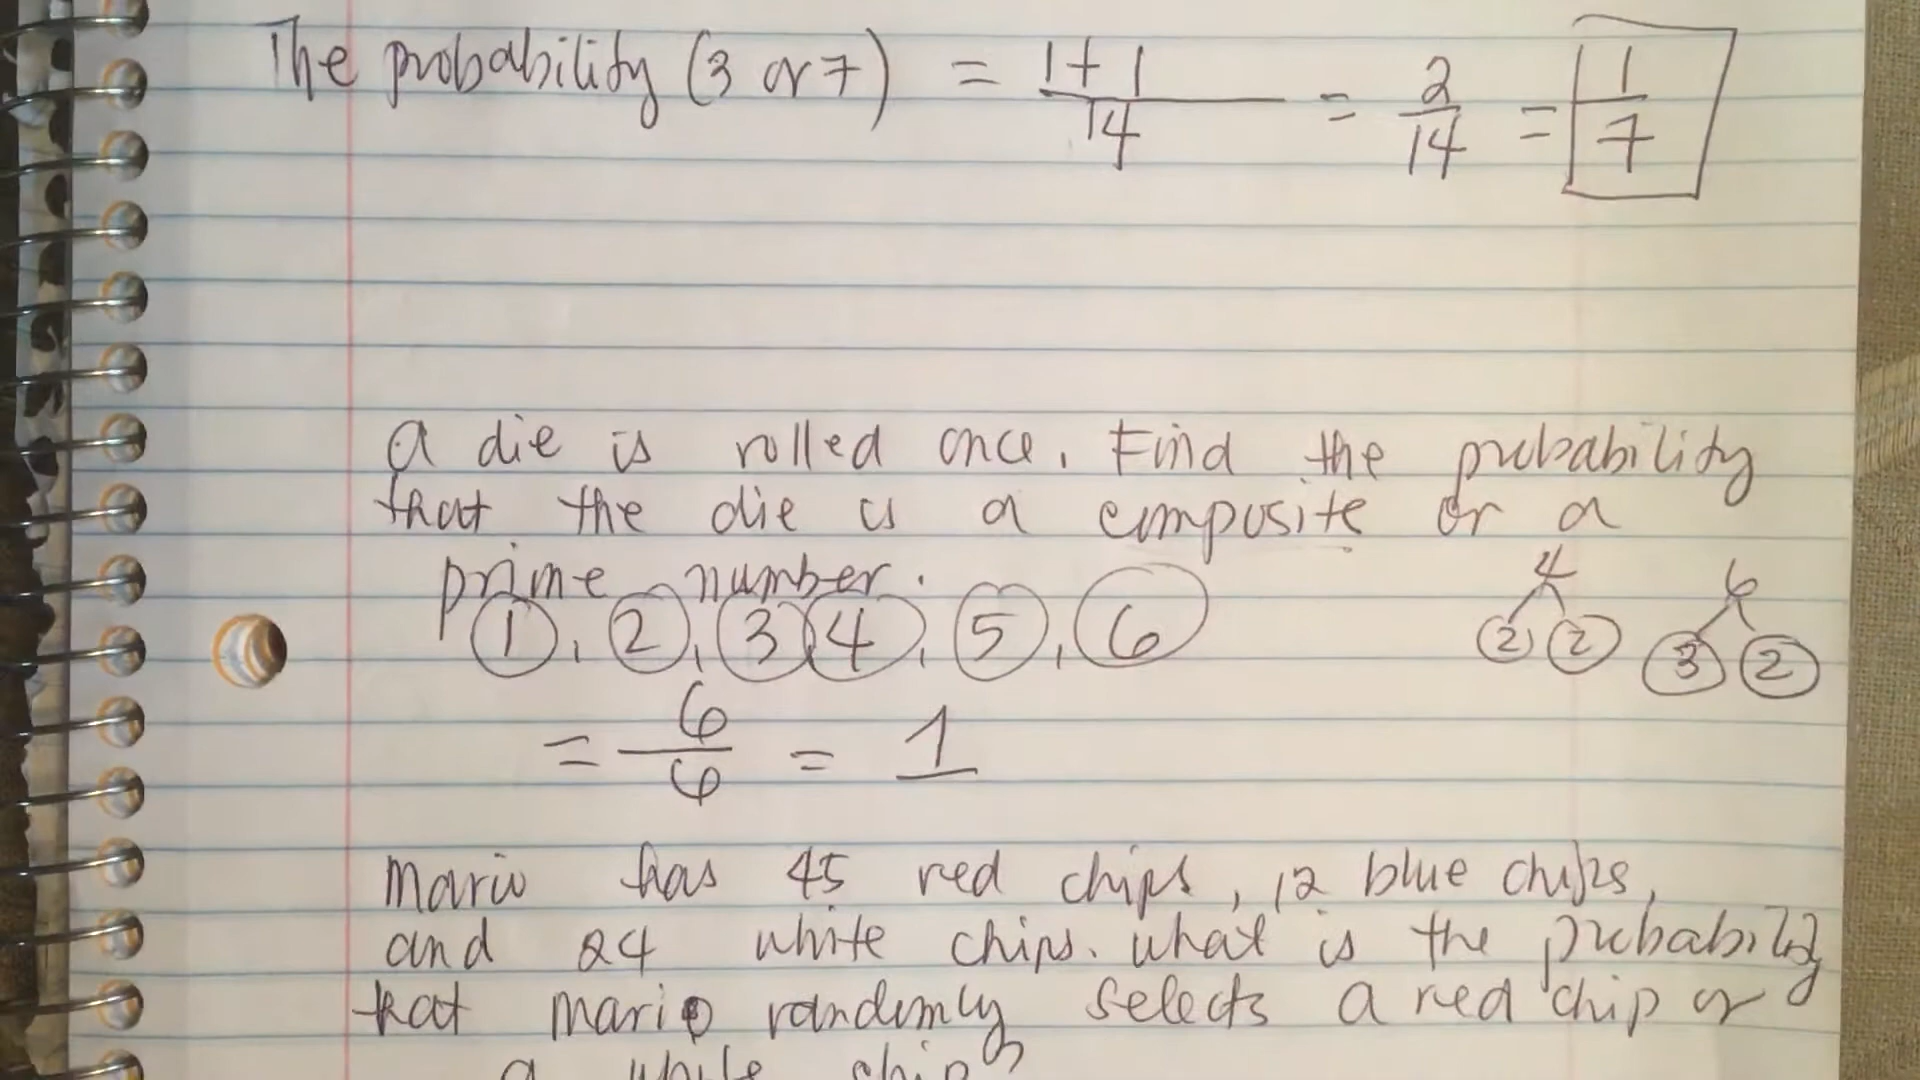 The probability (3 or 7) = 1+1/14 = 2/14 = 1/7
a die is rolled once. Find the probability
that the die is a composite or a
prime number.
4
6
1, 2, 3 4, 5, 6
2 2 3 2
= 6/6 = 1
Mario has 45 red chips, 12 blue chips,
and 24 white chips. what is the probability
that mario randomly selects a red chip or
a white chip